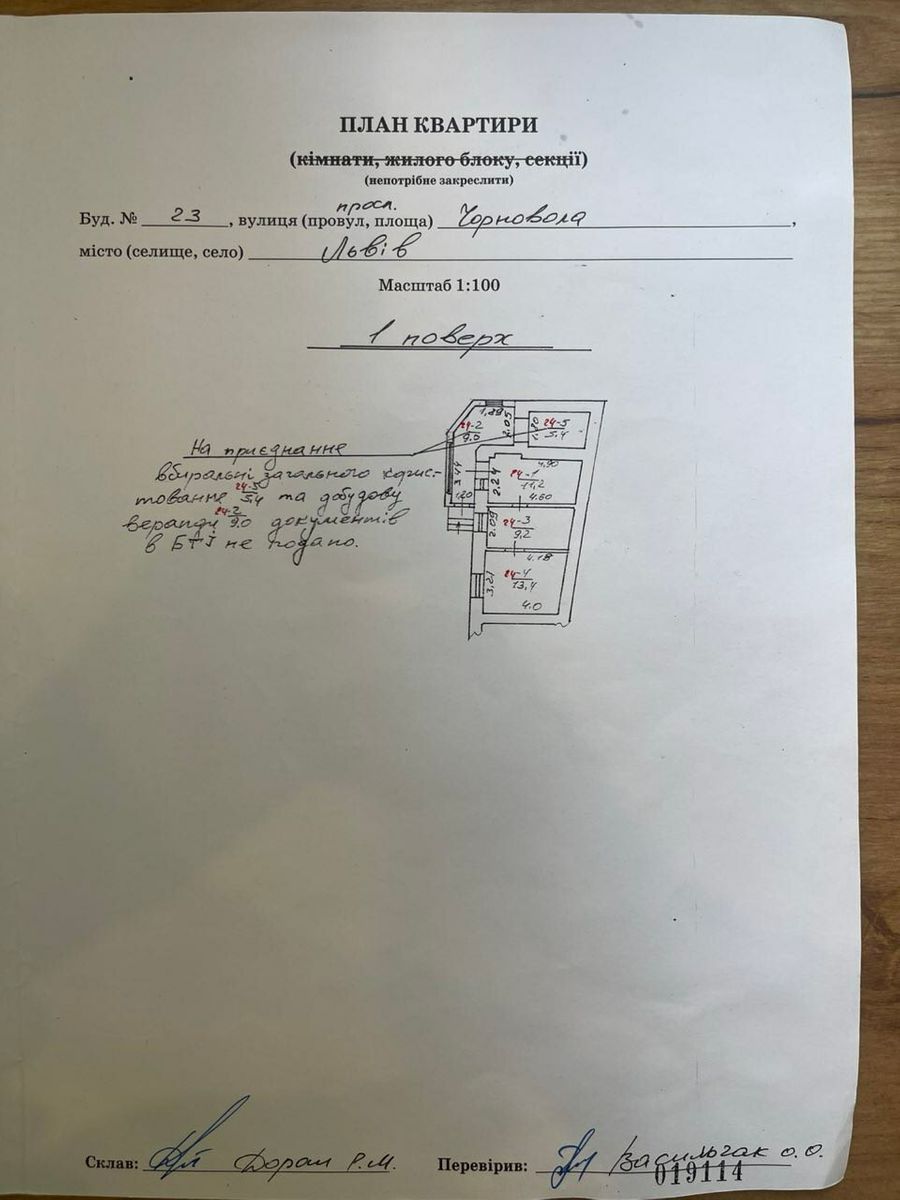 ПЛАН КВАРТИРИ
(кімнати, жилого блоку, секції)
(непотрібне закреслити)
просп.
Буд. № 23, вулиця (провул, площа) Чорновола,
місто (селище, село) Львів
Масштаб 1:100
1 поверх
1,89
2.05
24-2
9.0
24-5
5.4
1.80
На приєднання
вбиральні загального корис-
тування 24-5 5,4 та добудову
веранди 24-2 9.0 документів
в БТІ не подано.
3.44
1.20
2.24
4.90
24-1
11,2
4.60
2.09
24-3
9,2
4.18
3,21
24-4
13,4
4.0
Склав: Доран Р.М. Перевірив: Васильчак О.О.
019114